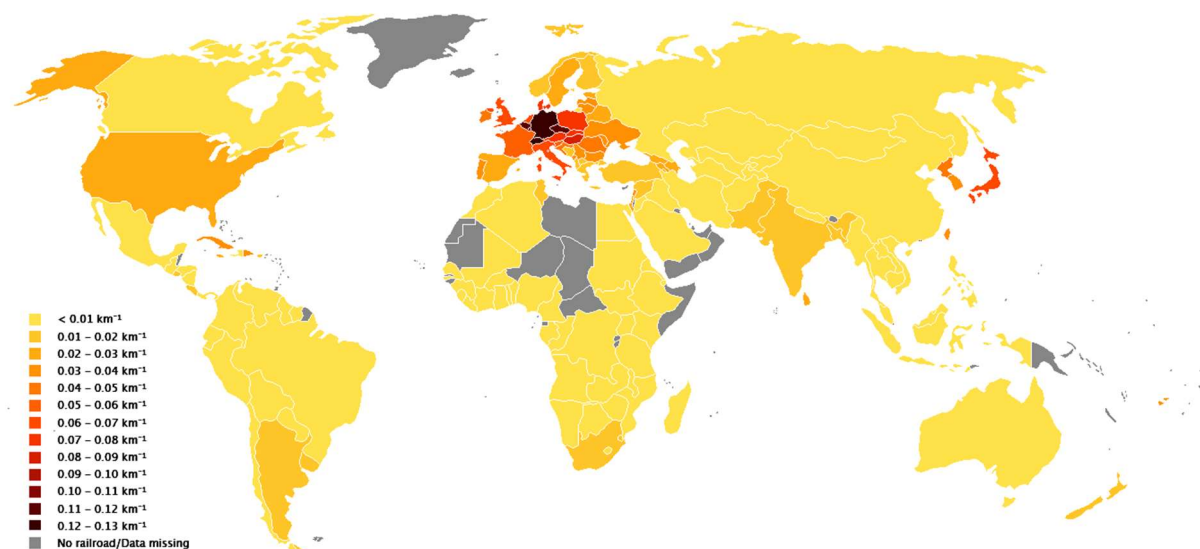 < 0.01 km⁻¹
0.01 – 0.02 km⁻¹
0.02 – 0.03 km⁻¹
0.03 – 0.04 km⁻¹
0.04 – 0.05 km⁻¹
0.05 – 0.06 km⁻¹
0.06 – 0.07 km⁻¹
0.07 – 0.08 km⁻¹
0.08 – 0.09 km⁻¹
0.09 – 0.10 km⁻¹
0.10 – 0.11 km⁻¹
0.11 – 0.12 km⁻¹
0.12 – 0.13 km⁻¹
No railroad/Data missing